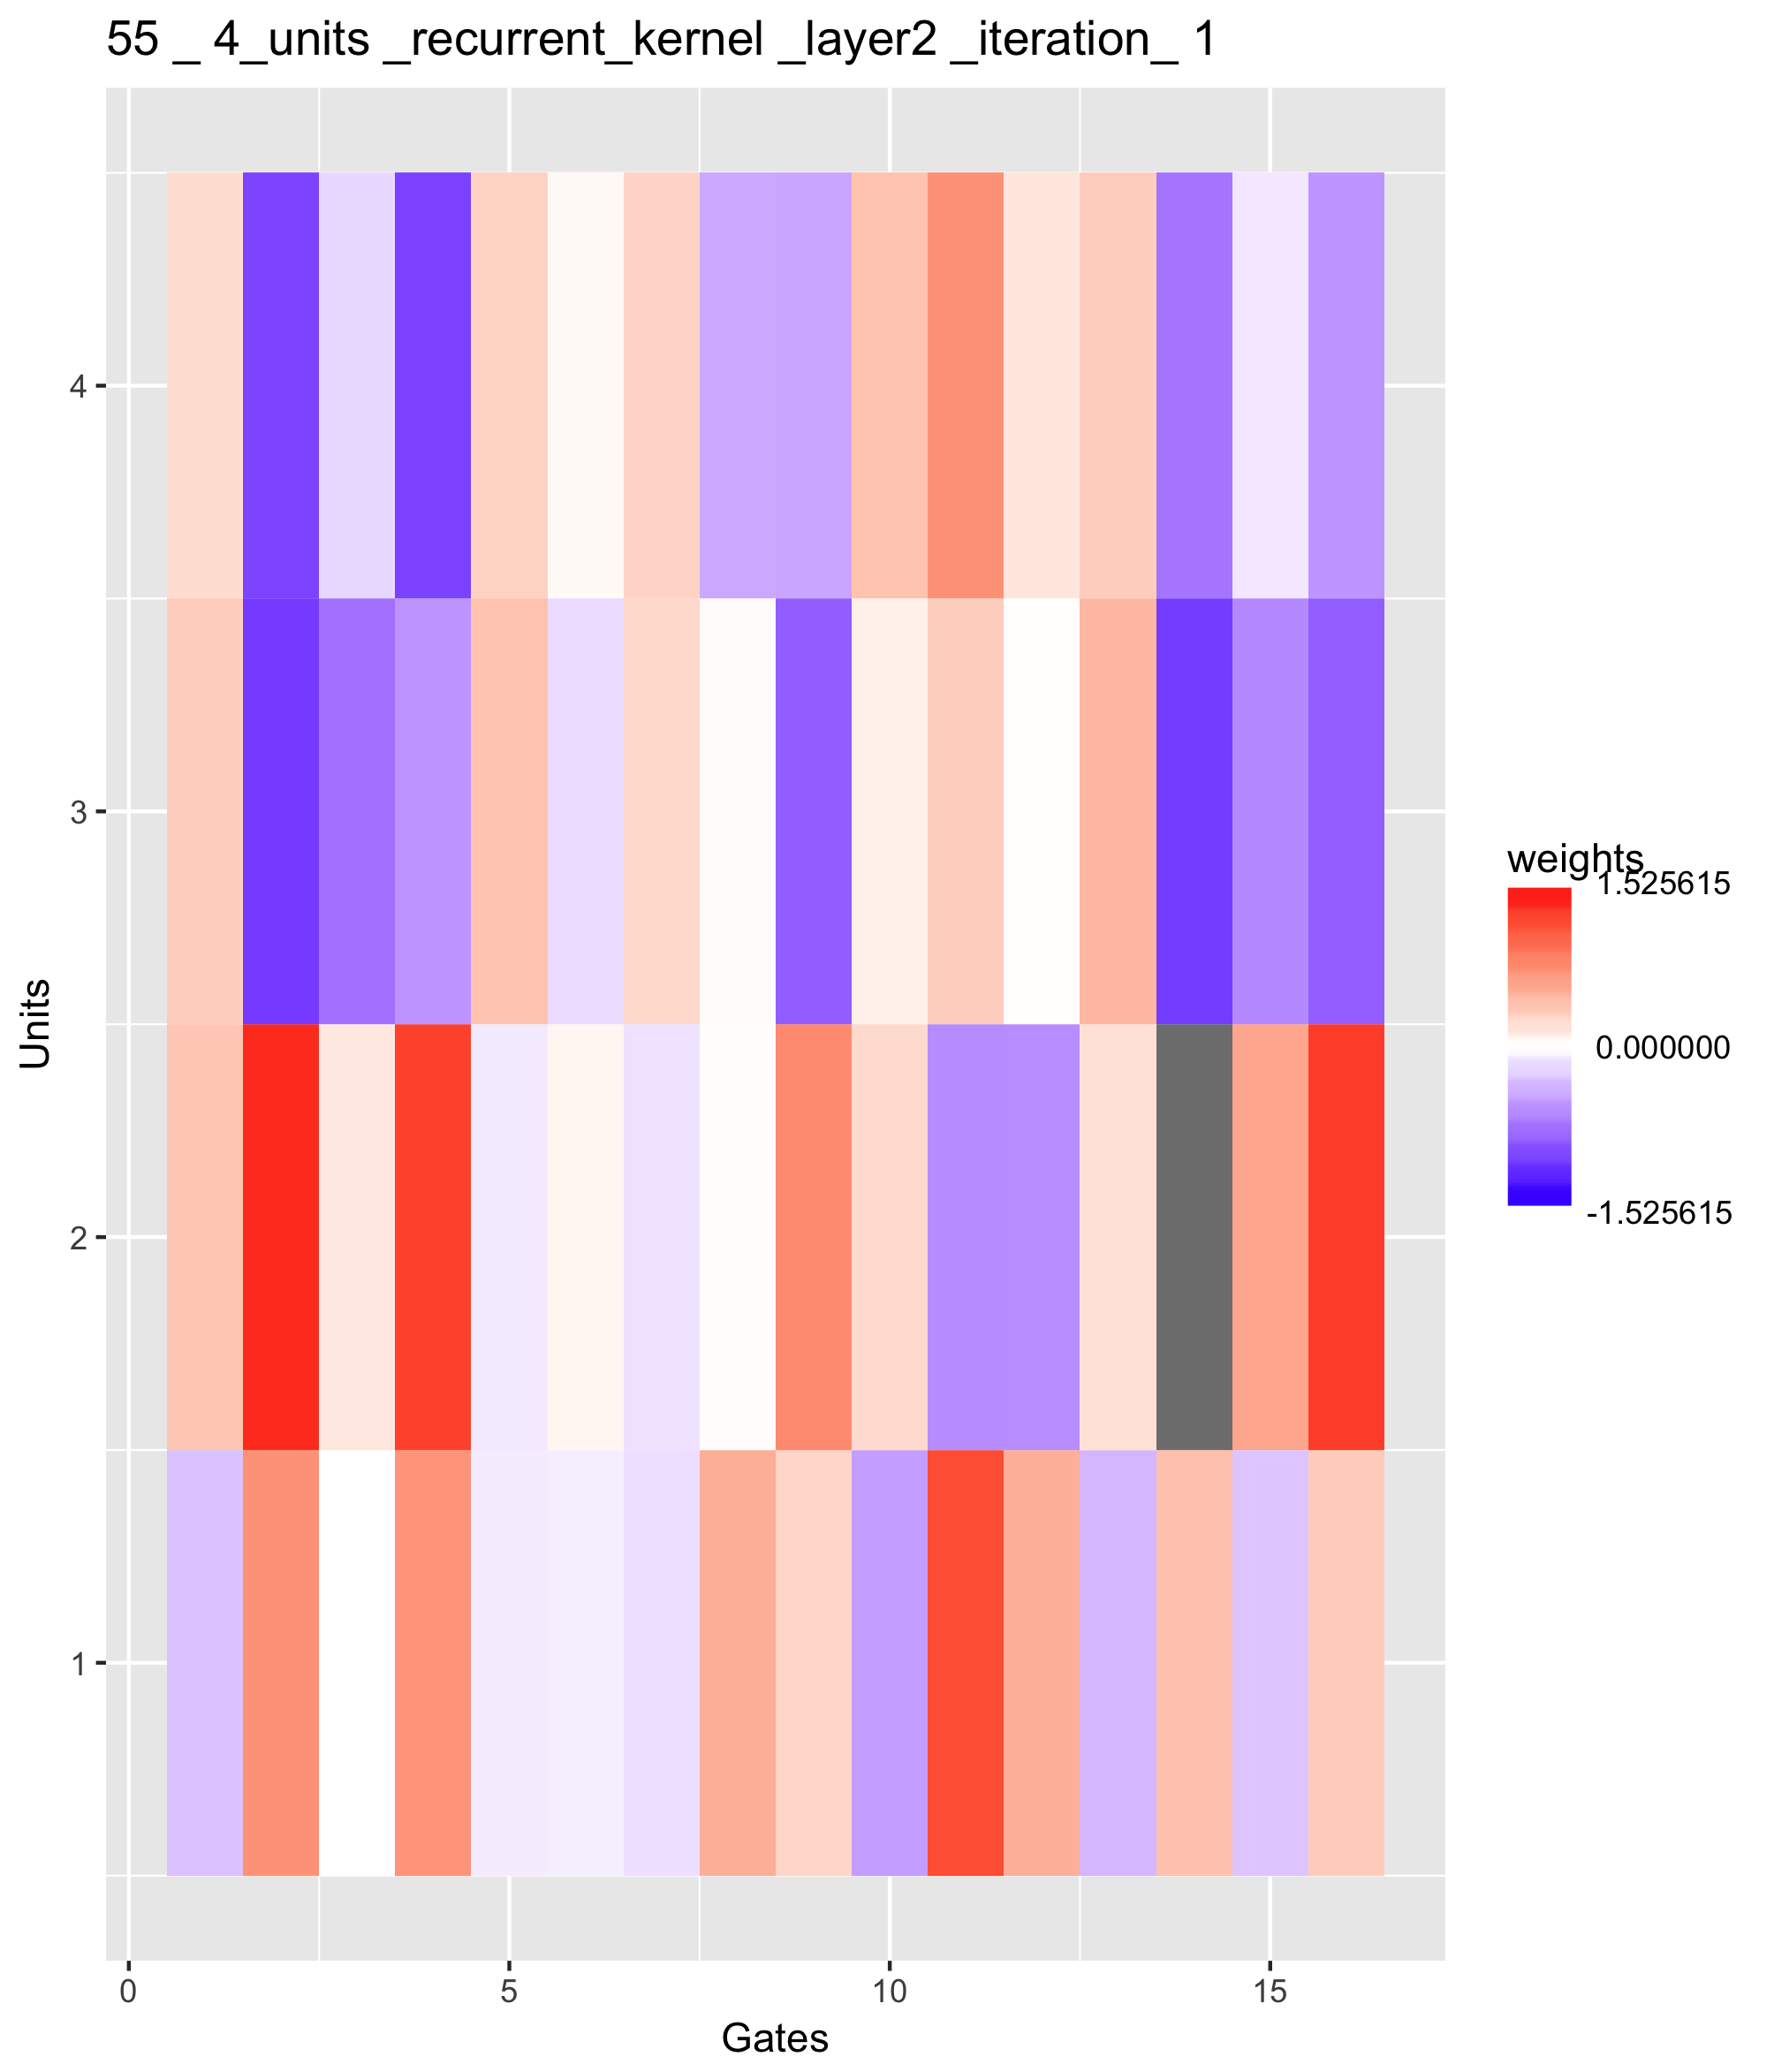 55 _ 4_units _recurrent_kernel _layer2 _iteration_ 1
Units
4
3
2
1
0 5 10 15
Gates
weights
1.525615
0.000000
-1.525615